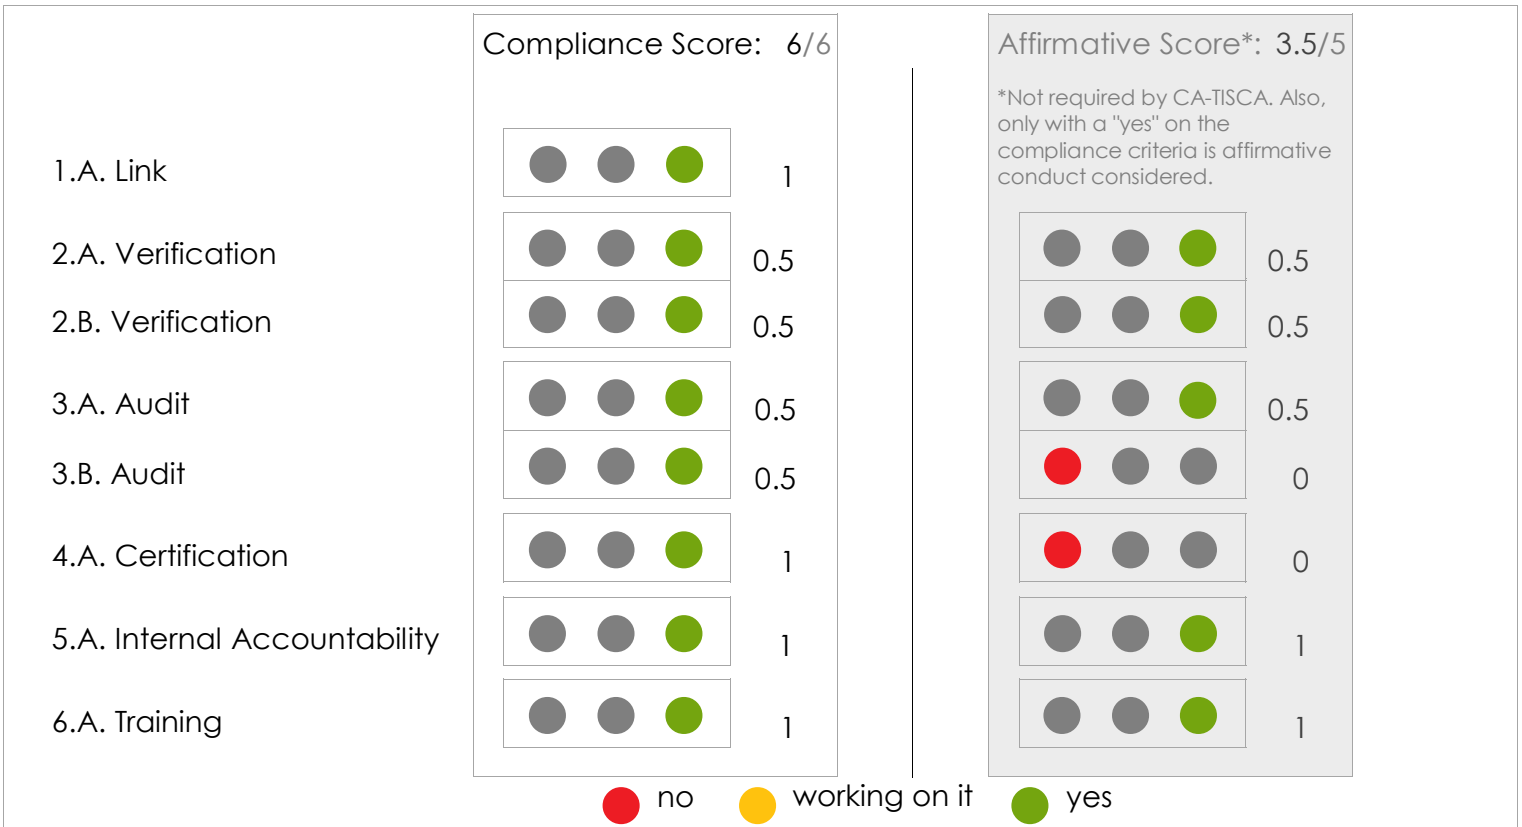 Compliance Score: 6/6
Affirmative Score*: 3.5/5
*Not required by CA-TISCA. Also,
only with a "yes" on the
compliance criteria is affirmative
conduct considered.
1.A. Link 1
2.A. Verification 0.5 0.5
2.B. Verification 0.5 0.5
3.A. Audit 0.5 0.5
3.B. Audit 0.5 0
4.A. Certification 1 0
5.A. Internal Accountability 1 1
6.A. Training 1 1
no working on it yes